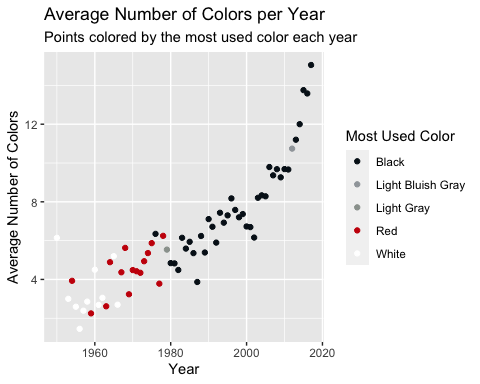 Average Number of Colors per Year
Points colored by the most used color each year
Average Number of Colors
12
8
4
1960
1980
2000
2020
Year
Most Used Color
Black
Light Bluish Gray
Light Gray
Red
White